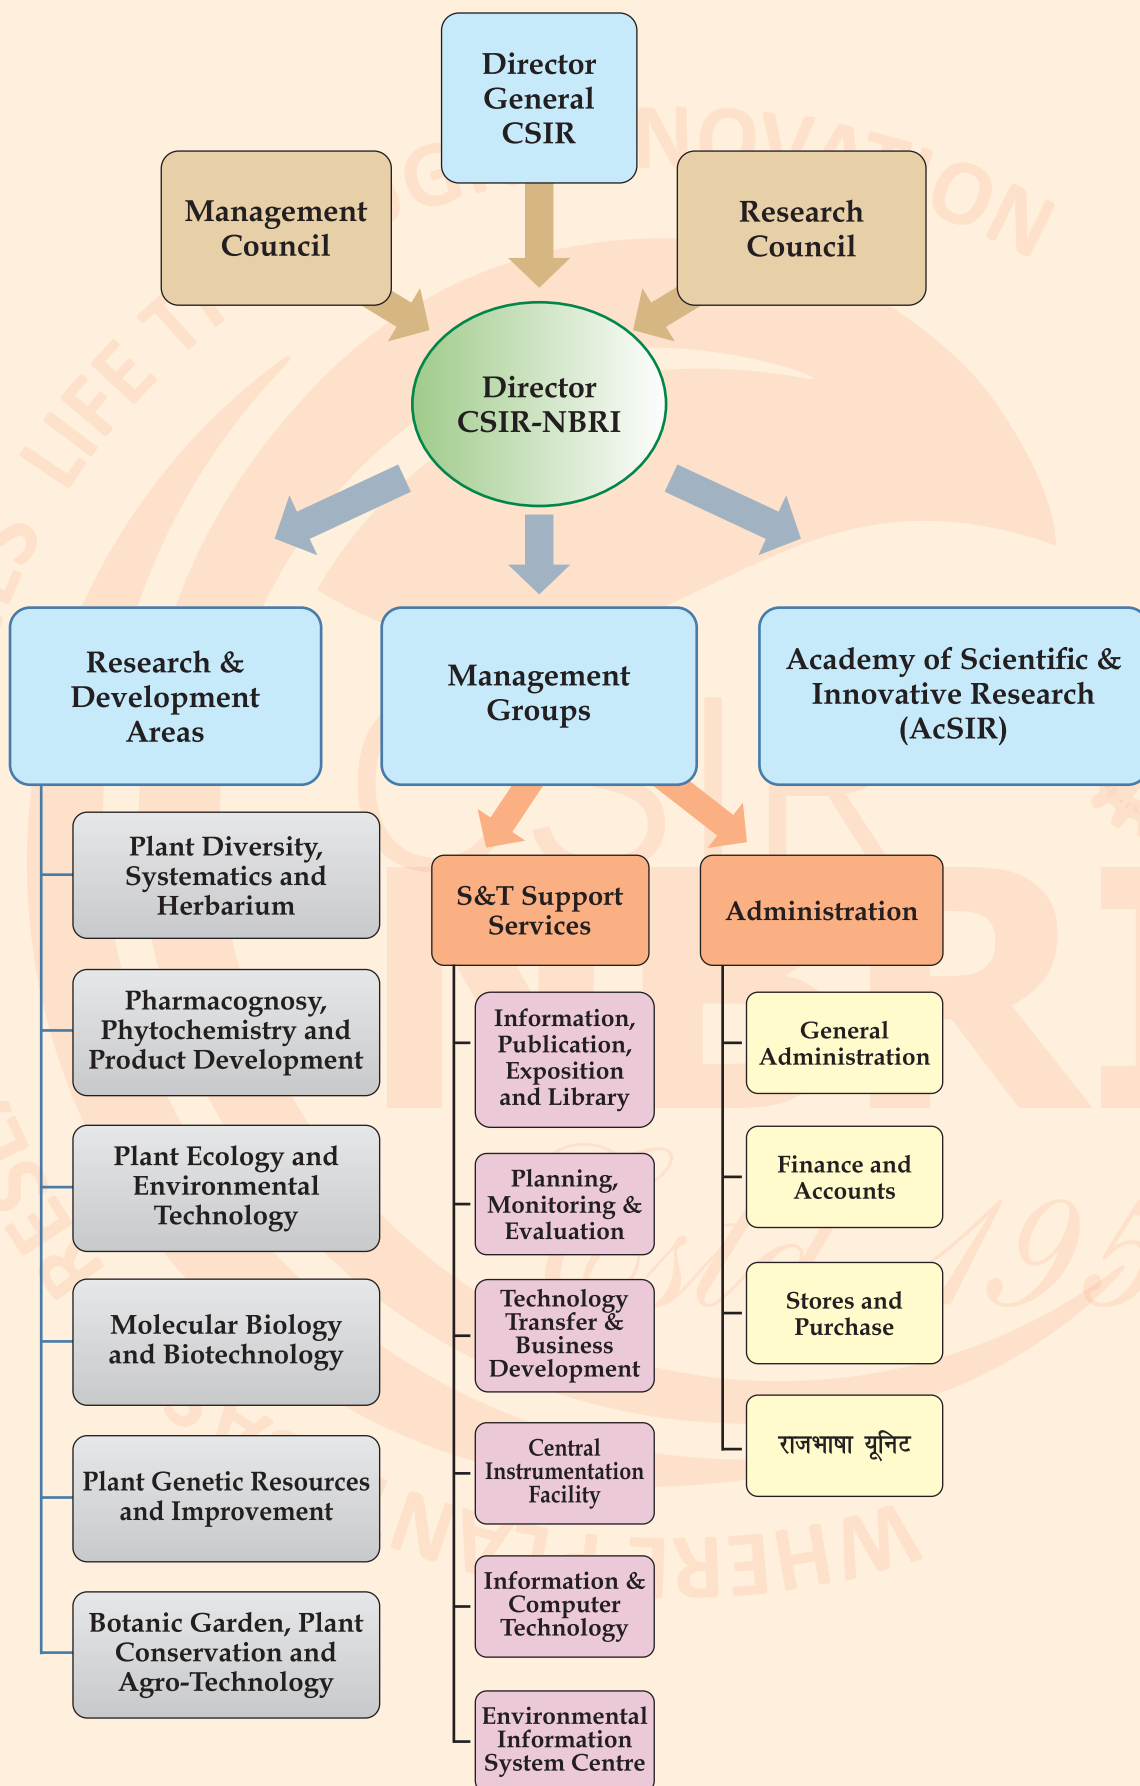 Director
General
CSIR
Management
Council
Research
Council
Director
CSIR-NBRI
Research &
Development
Areas
Management
Groups
Academy of Scientific &
Innovative Research
(AcSIR)
Plant Diversity,
Systematics and
Herbarium
Pharmacognosy,
Phytochemistry and
Product Development
Plant Ecology and
Environmental
Technology
Molecular Biology
and Biotechnology
Plant Genetic Resources
and Improvement
Botanic Garden, Plant
Conservation and
Agro-Technology
S&T Support
Services
Information,
Publication,
Exposition
and Library
Planning,
Monitoring &
Evaluation
Technology
Transfer &
Business
Development
Central
Instrumentation
Facility
Information &
Computer
Technology
Environmental
Information
System Centre
Administration
General
Administration
Finance and
Accounts
Stores and
Purchase
राजभाषा यूनिट
CSIR
NBRI
LIFE
WHERE